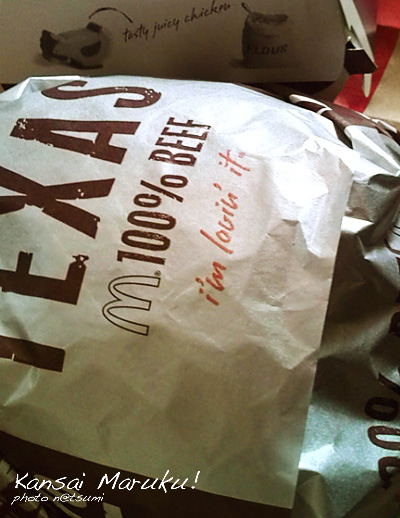 tasty juicy chicken
FLOUR
TEXAS
m 100% BEEF
i'm lovin' it
Kansai Maruku!
photo n@tsumi